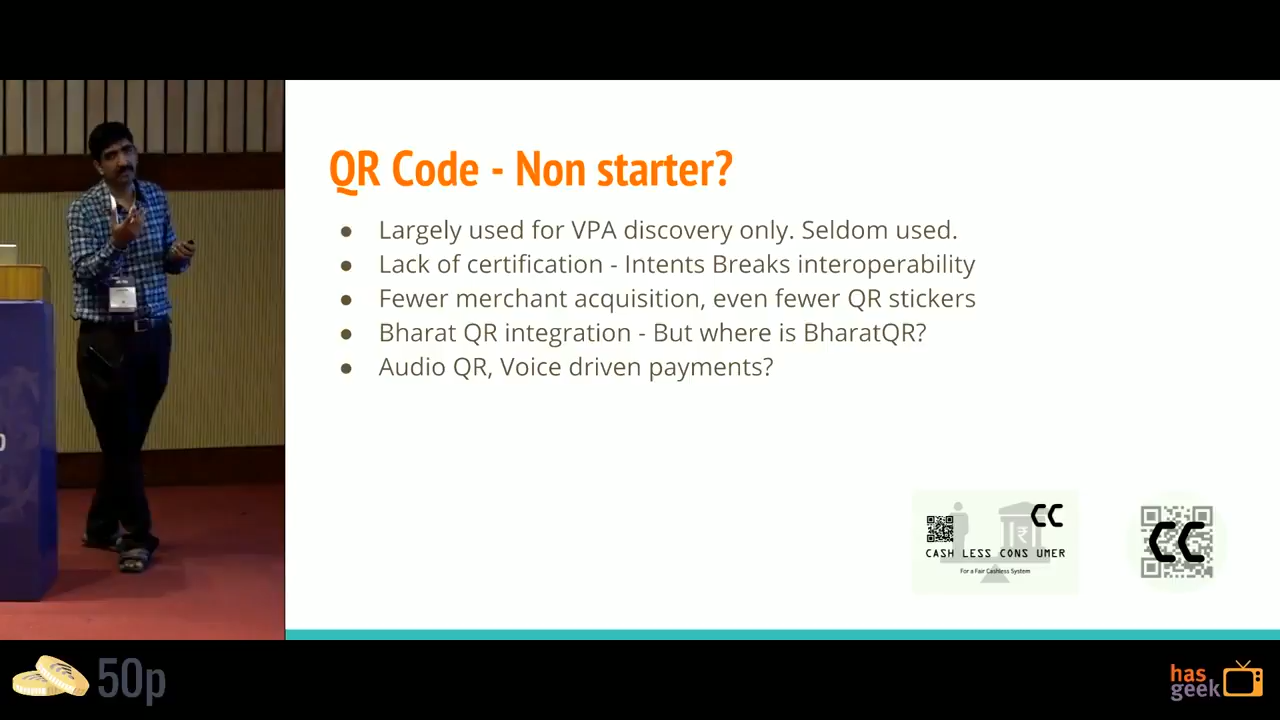 QR Code - Non starter?
● Largely used for VPA discovery only. Seldom used.
● Lack of certification - Intents Breaks interoperability
● Fewer merchant acquisition, even fewer QR stickers
● Bharat QR integration - But where is BharatQR?
● Audio QR, Voice driven payments?
CC
CASH LESS CONS UMER
For a Fair Cashless System
CC
50p
has
geek